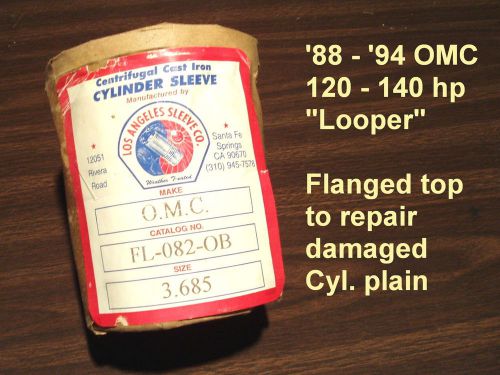 Centrifugal Cast Iron
CYLINDER SLEEVE
Manufactured by
LOS ANGELES SLEEVE CO.
Weather Tested
12051
Rivera
Road
Santa Fe
Springs
CA 90670
(310) 945-7578
MAKE
O.M.C.
CATALOG NO.
FL-082-OB
SIZE
3.685
'88 - '94 OMC
120 - 140 hp
"Looper"
Flanged top
to repair
damaged
Cyl. plain